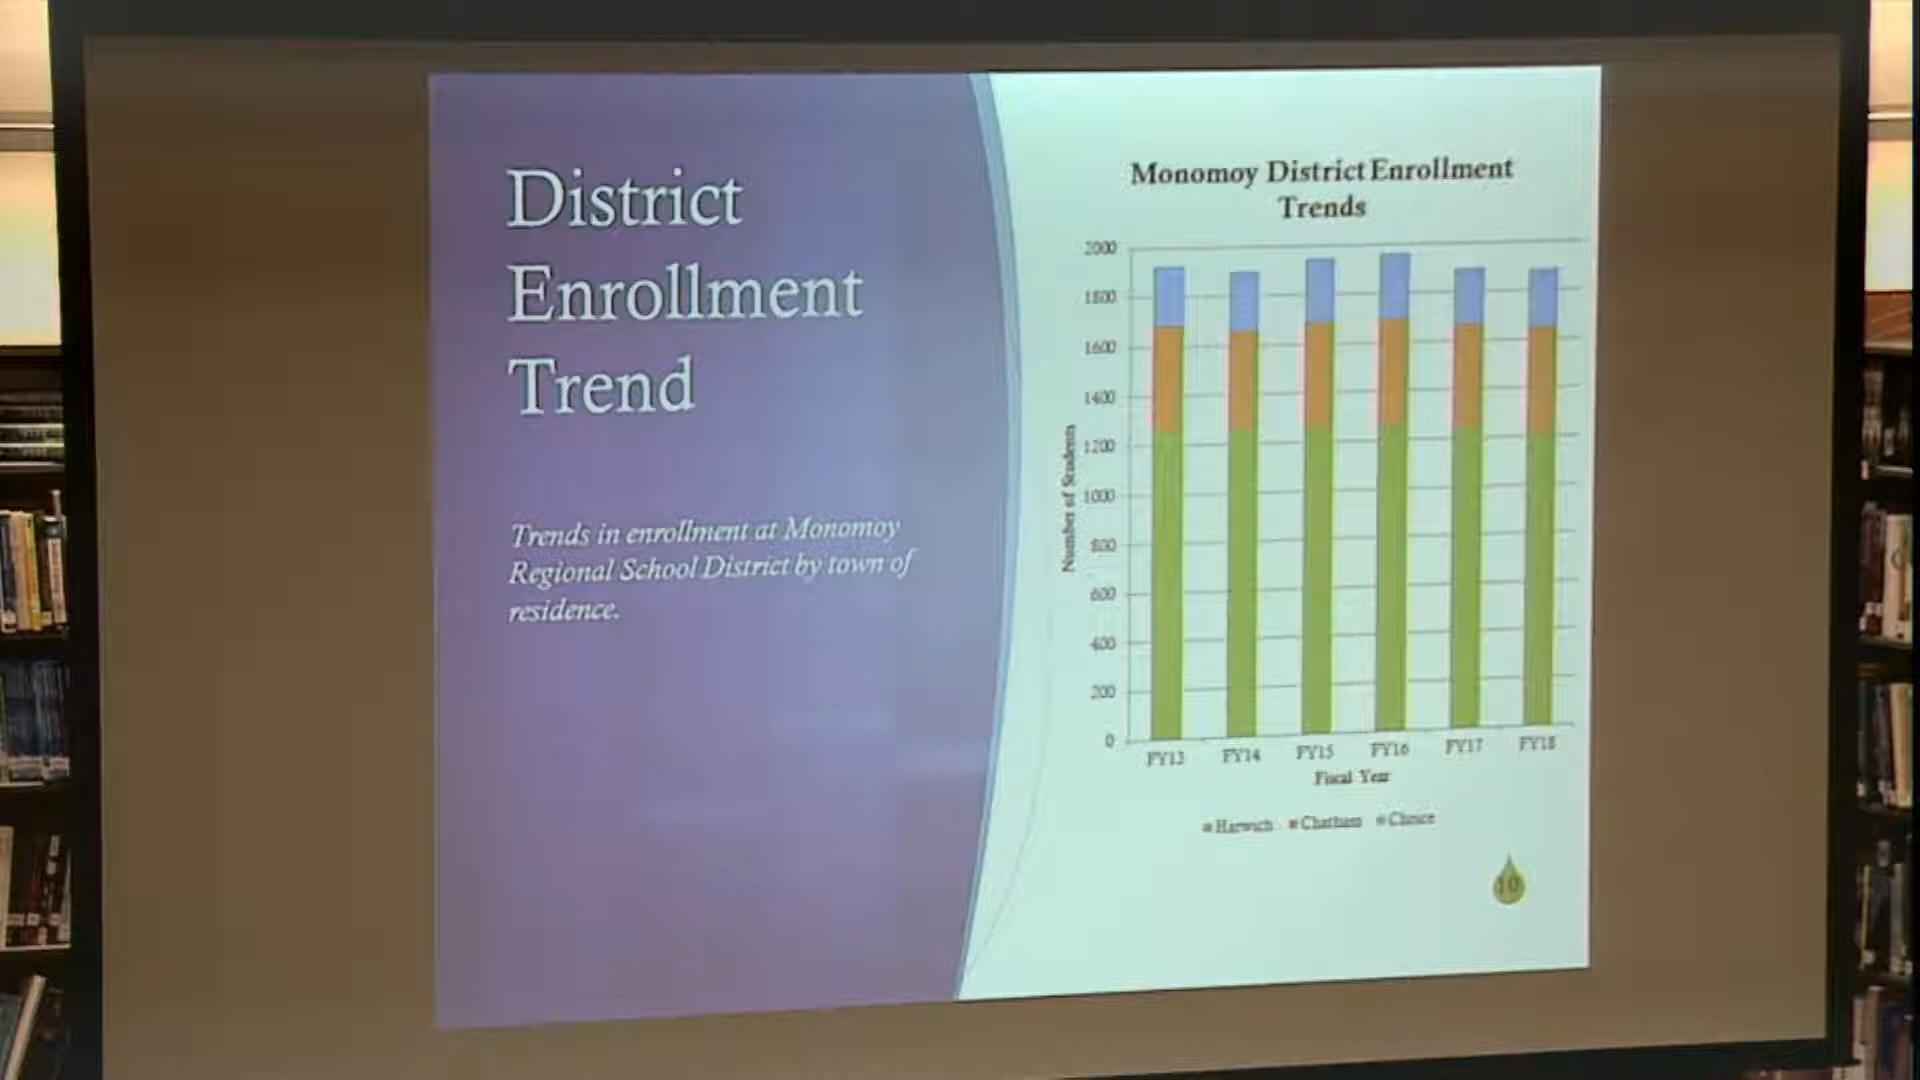 District
Enrollment
Trend
Trends in enrollment at Monomoy
Regional School District by town of
residence.
Monomoy District Enrollment
Trends
2000
1800
1600
1400
1200
1000
800
600
400
200
0
Number of Students
FY13 FY14 FY15 FY16 FY17 FY18
Fiscal Year
Harwich Chatham Choice
10